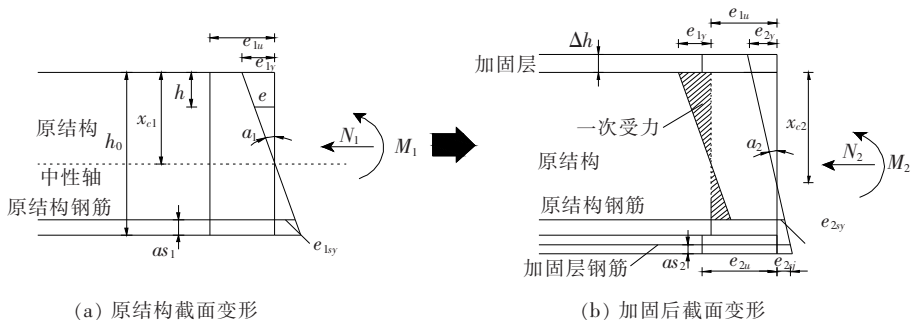 e1u
e1y
h
e
xc1
h0
原结构
a1
中性轴
原结构钢筋
as1
e1sy
N1
M1
(a) 原结构截面变形
e1u
e1y
e2y
Δh
加固层
一次受力
xc2
原结构
a2
N2
M2
原结构钢筋
e2sy
as2
加固层钢筋
e2u
e2sj
(b) 加固后截面变形